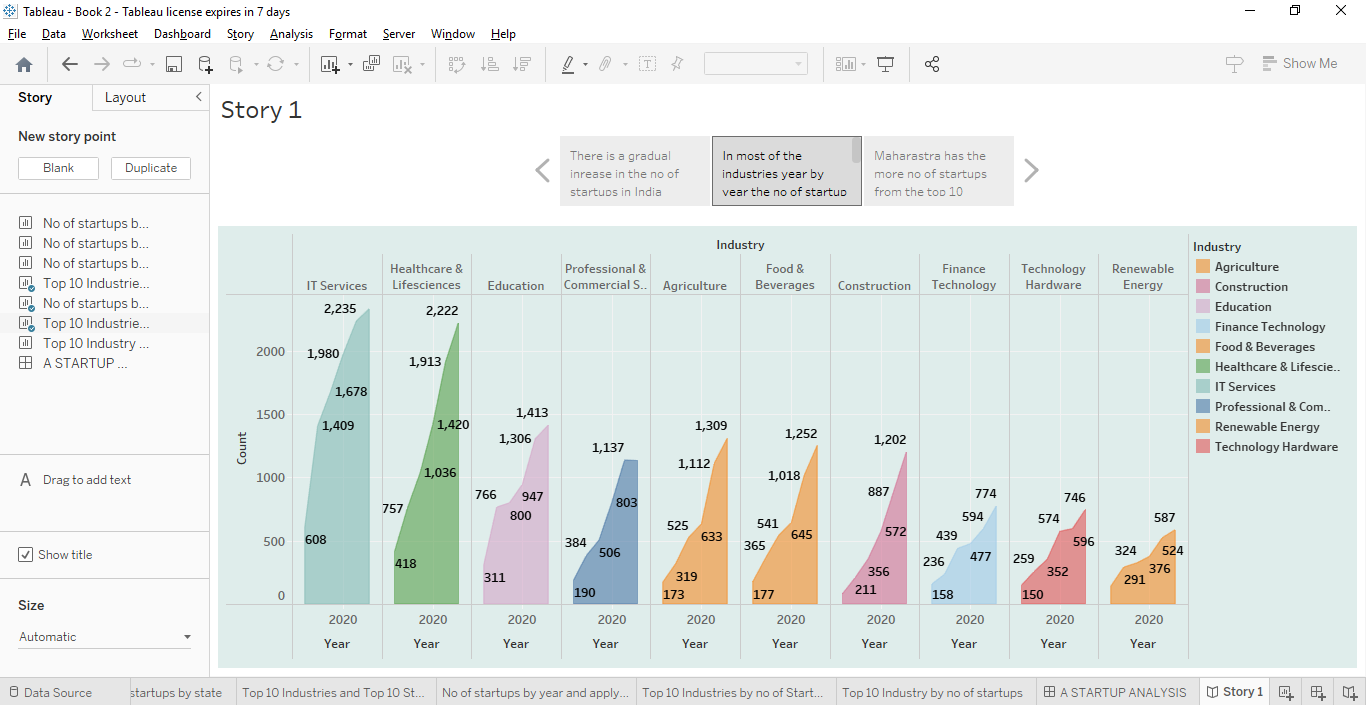 Tableau - Book 2 - Tableau license expires in 7 days
File Data Worksheet Dashboard Story Analysis Format Server Window Help
Show Me
Story Layout
New story point
Blank Duplicate
No of startups b...
No of startups b...
No of startups b...
Top 10 Industrie...
No of startups b...
Top 10 Industrie...
Top 10 Industry ...
A STARTUP ...
A Drag to add text
Show title
Size
Automatic
Story 1
There is a gradual
inrease in the no of
startups in India
In most of the
industries year by
year the no of startup
Maharastra has the
more no of startups
from the top 10
Industry
IT Services
Healthcare &
Lifesciences
Education
Professional &
Commercial S..
Agriculture
Food &
Beverages
Construction
Finance
Technology
Technology
Hardware
Renewable
Energy
Count
2000
1500
1000
500
0
2,235
1,980
1,678
1,409
608
2,222
1,913
1,420
1,036
757
418
1,413
1,306
947
800
766
311
1,137
803
506
384
190
1,309
1,112
633
525
319
173
1,252
1,018
645
541
365
177
1,202
887
572
356
211
774
594
477
439
236
158
746
596
574
352
259
150
587
524
376
324
291
2020 2020 2020 2020 2020 2020 2020 2020 2020 2020
Year Year Year Year Year Year Year Year Year Year
Industry
Agriculture
Construction
Education
Finance Technology
Food & Beverages
Healthcare & Lifescie..
IT Services
Professional & Com..
Renewable Energy
Technology Hardware
Data Source startups by state Top 10 Industries and Top 10 St... No of startups by year and apply... Top 10 Industries by no of Start... Top 10 Industry by no of startups A STARTUP ANALYSIS Story 1